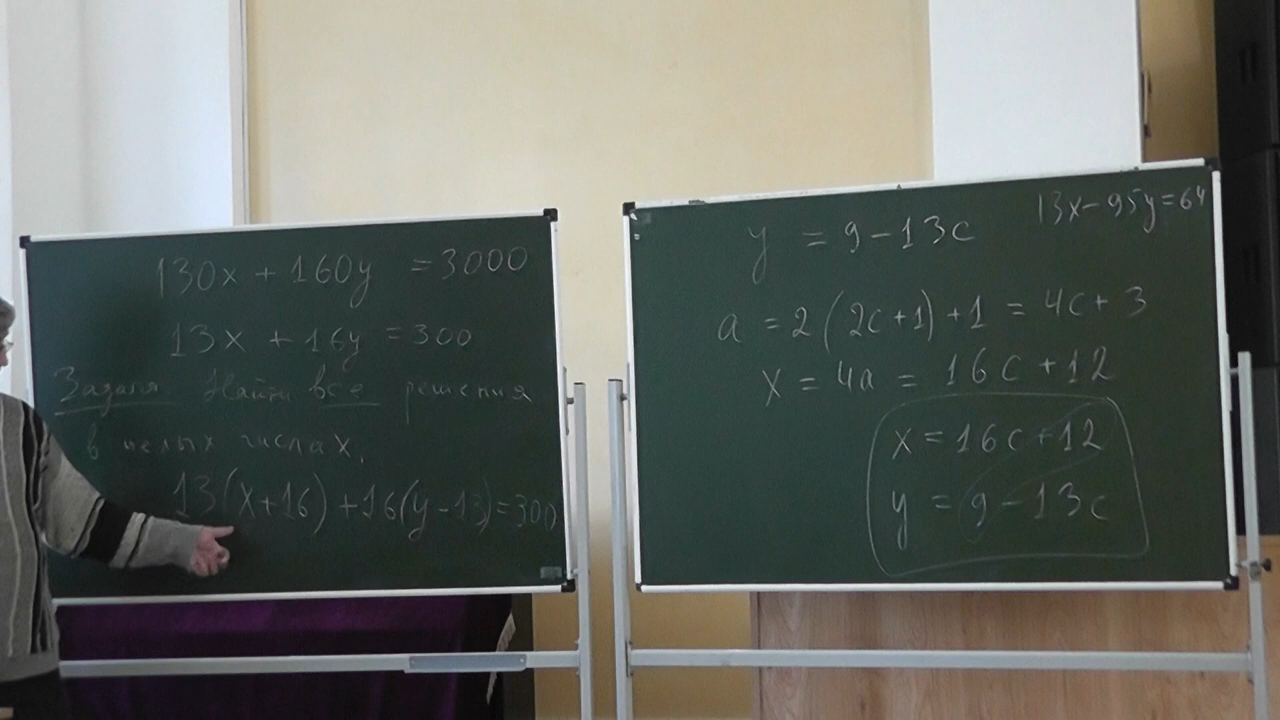 130x + 160y = 3000
13x + 16y = 300
Задача Найти все решения
в целых числах.
13(x+16) + 16(y-13) = 300
13x - 95y = 64
y = 9 - 13c
a = 2(2c+1)+1 = 4c + 3
x = 4a = 16c + 12
x = 16c + 12
y = 9 - 13c